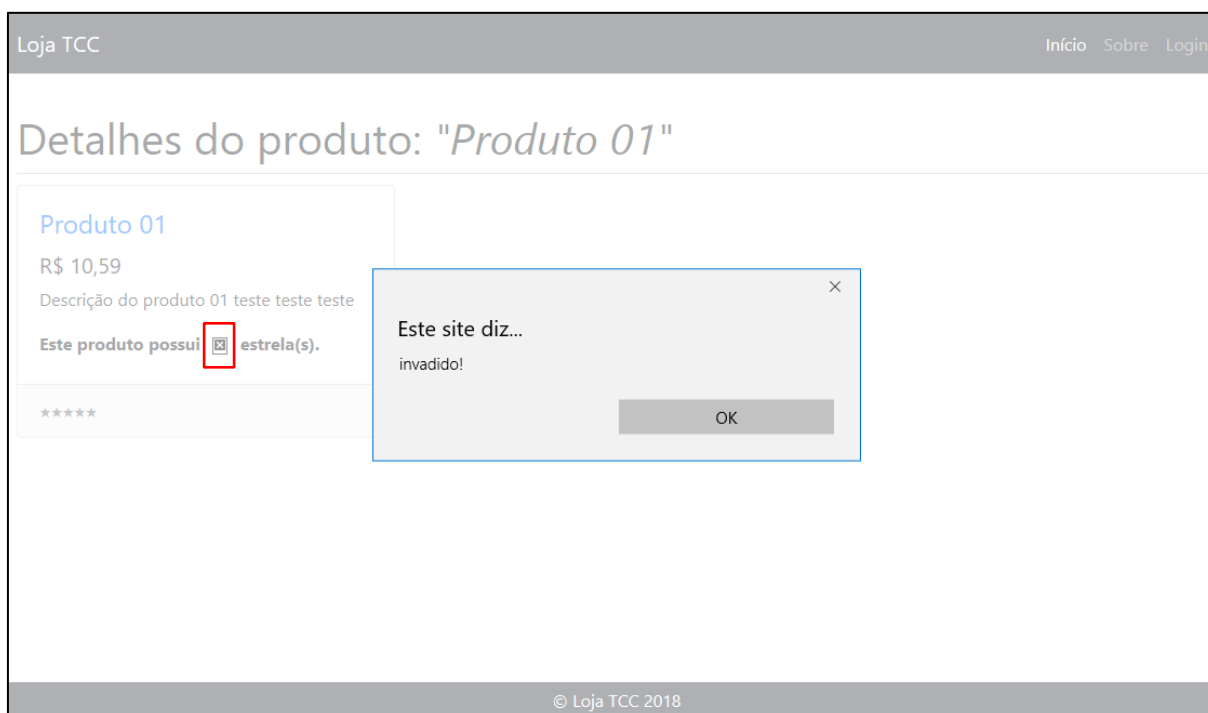 Loja TCC
Início Sobre Login
Detalhes do produto: "Produto 01"
Produto 01
R$ 10,59
Descrição do produto 01 teste teste teste
Este produto possui estrela(s).
★★★★★
Este site diz...
invadido!
OK
© Loja TCC 2018